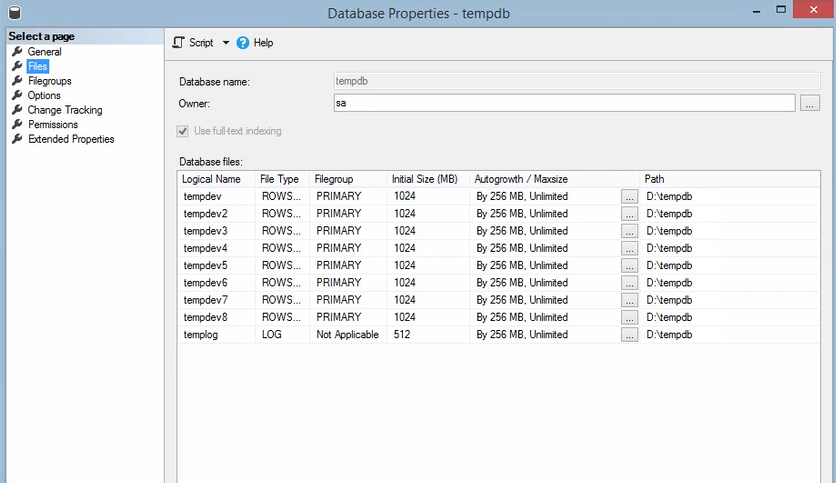 Database Properties - tempdb
Select a page
General
Files
Filegroups
Options
Change Tracking
Permissions
Extended Properties
Script Help
Database name: tempdb
Owner: sa ...
Use full-text indexing
Database files:
Logical Name File Type Filegroup Initial Size (MB) Autogrowth / Maxsize Path
tempdev ROWS... PRIMARY 1024 By 256 MB, Unlimited ... D:\tempdb
tempdev2 ROWS... PRIMARY 1024 By 256 MB, Unlimited ... D:\tempdb
tempdev3 ROWS... PRIMARY 1024 By 256 MB, Unlimited ... D:\tempdb
tempdev4 ROWS... PRIMARY 1024 By 256 MB, Unlimited ... D:\tempdb
tempdev5 ROWS... PRIMARY 1024 By 256 MB, Unlimited ... D:\tempdb
tempdev6 ROWS... PRIMARY 1024 By 256 MB, Unlimited ... D:\tempdb
tempdev7 ROWS... PRIMARY 1024 By 256 MB, Unlimited ... D:\tempdb
tempdev8 ROWS... PRIMARY 1024 By 256 MB, Unlimited ... D:\tempdb
templog LOG Not Applicable 512 By 256 MB, Unlimited ... D:\tempdb